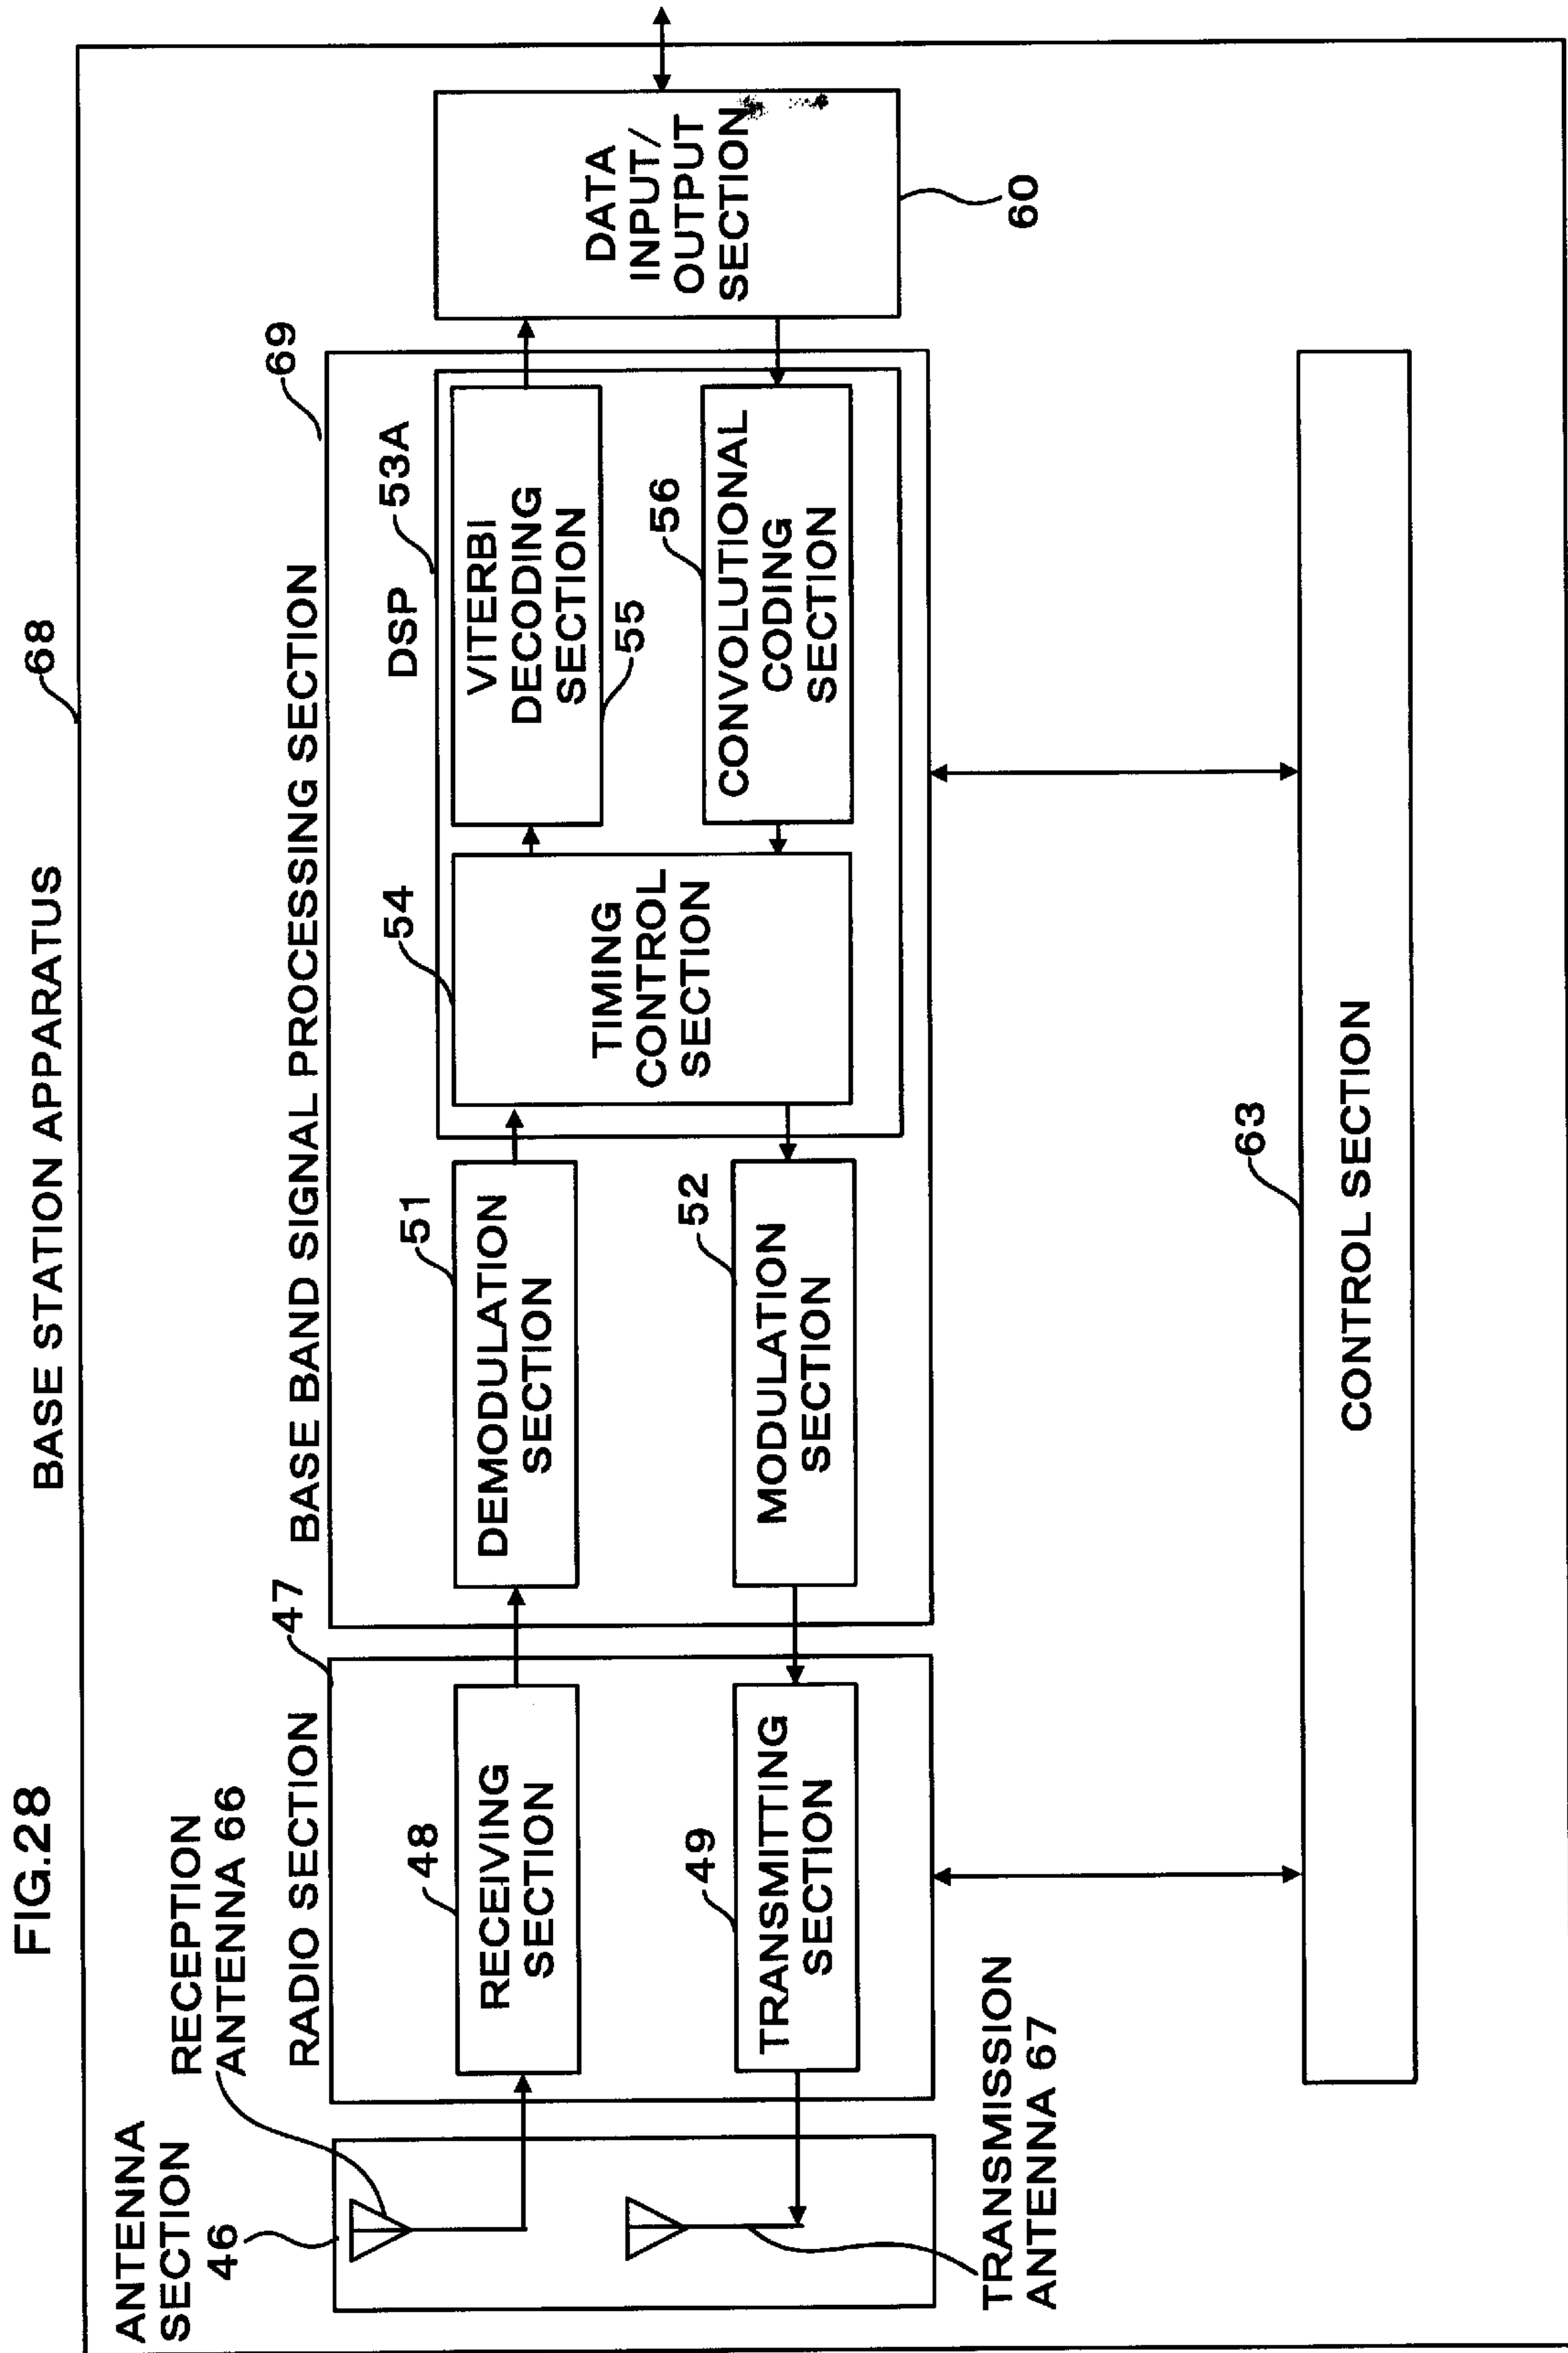 FIG.28
BASE STATION APPARATUS
68
ANTENNA
SECTION
46
RECEPTION
ANTENNA 66
RADIO SECTION
47
BASE BAND SIGNAL PROCESSING SECTION
69
48
RECEIVING
SECTION
51
DEMODULATION
SECTION
54
TIMING
CONTROL
SECTION
DSP
53A
VITERBI
DECODING
SECTION
55
DATA
INPUT/
OUTPUT
SECTION
60
49
TRANSMITTING
SECTION
52
MODULATION
SECTION
56
CONVOLUTIONAL
CODING
SECTION
TRANSMISSION
ANTENNA 67
63
CONTROL SECTION